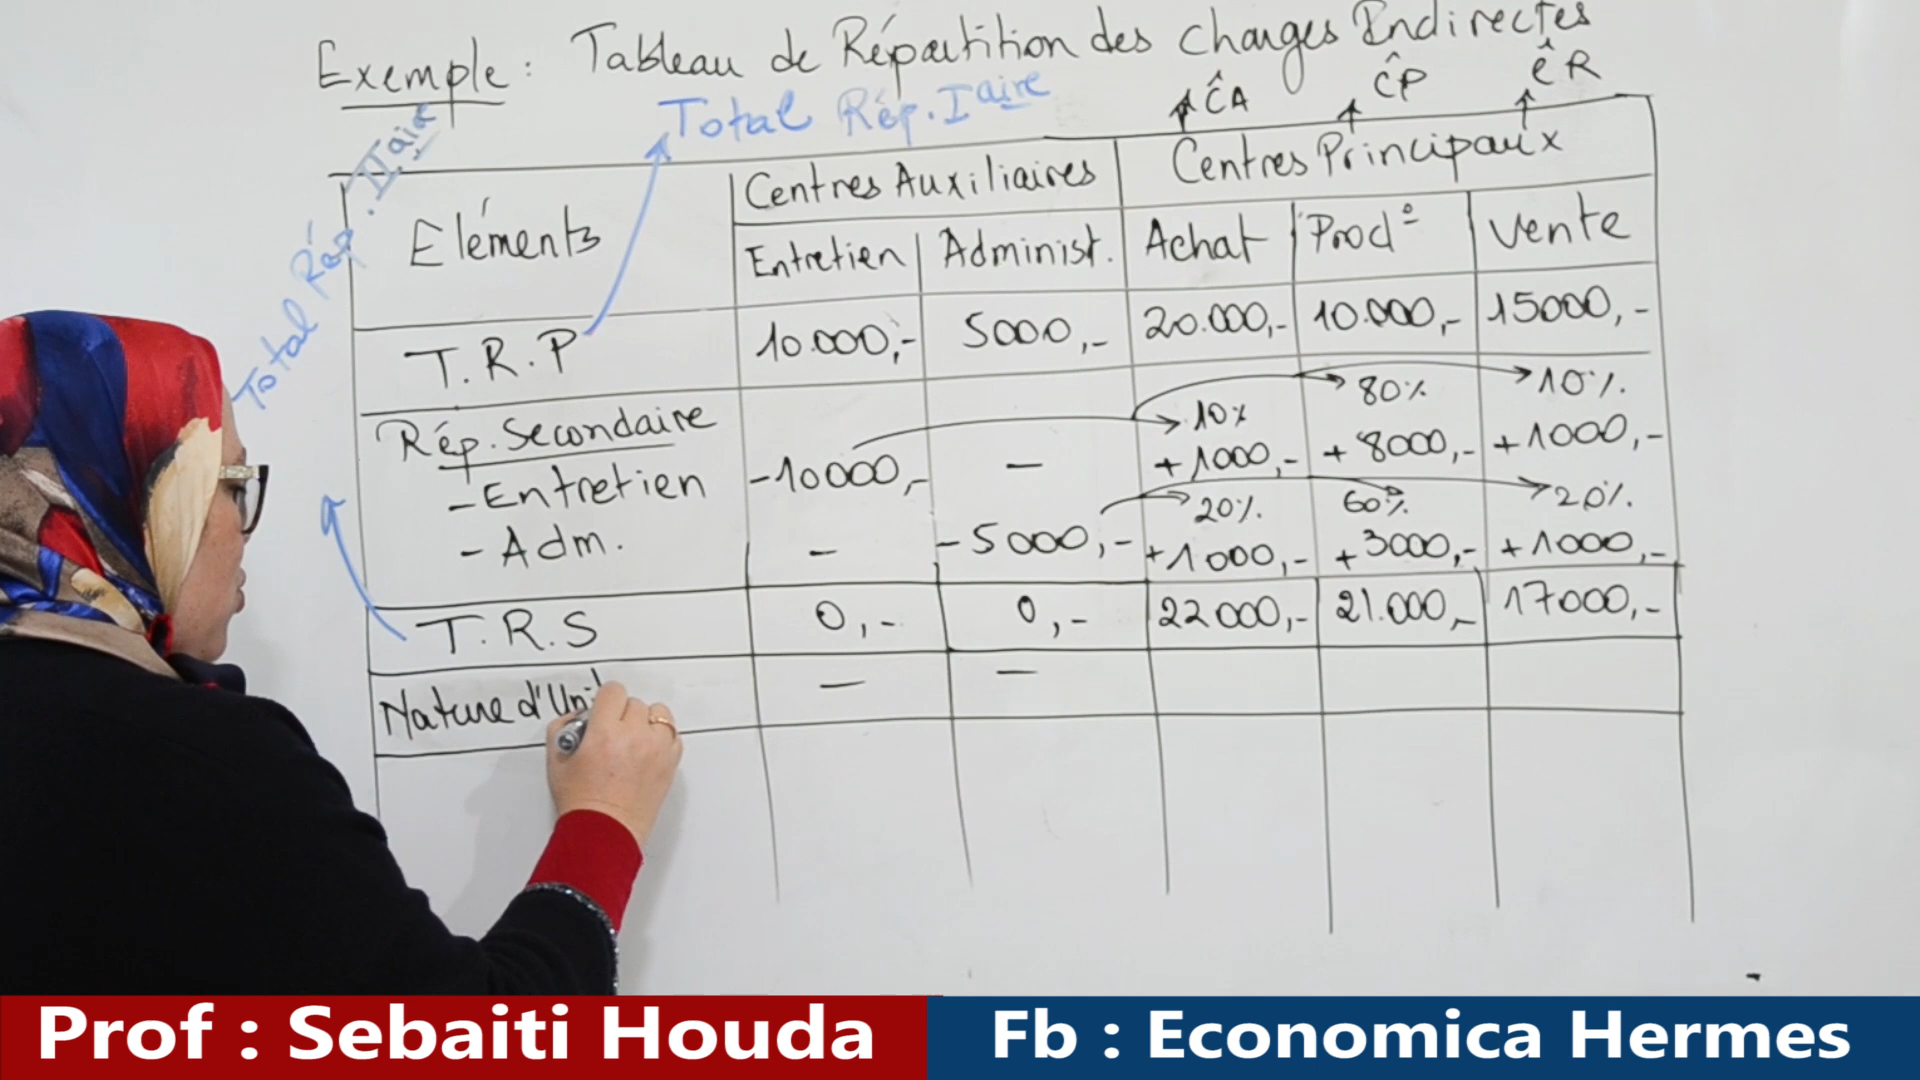 Exemple : Tableau de Répartition des charges Indirectes
Total Rép. Iaire
Total Rép. IIaire
ĈA ĈP ĉR
Eléments
Centres Auxiliaires Centres Principaux
Entretien Administ. Achat Prod° Vente
T.R.P 10.000,- 5000,- 20.000,- 10.000,- 15000,-
Rép. Secondaire
10% 80% 10%.
- Entretien -10000,- - +1000,- +8000,- +1000,-
20%. 60% 20%.
- Adm. - -5000,- +1000,- +3000,- +1000,-
T.R.S 0,- 0,- 22000,- 21.000,- 17000,-
Nature d'Unit - -
Prof : Sebaiti Houda
Fb : Economica Hermes